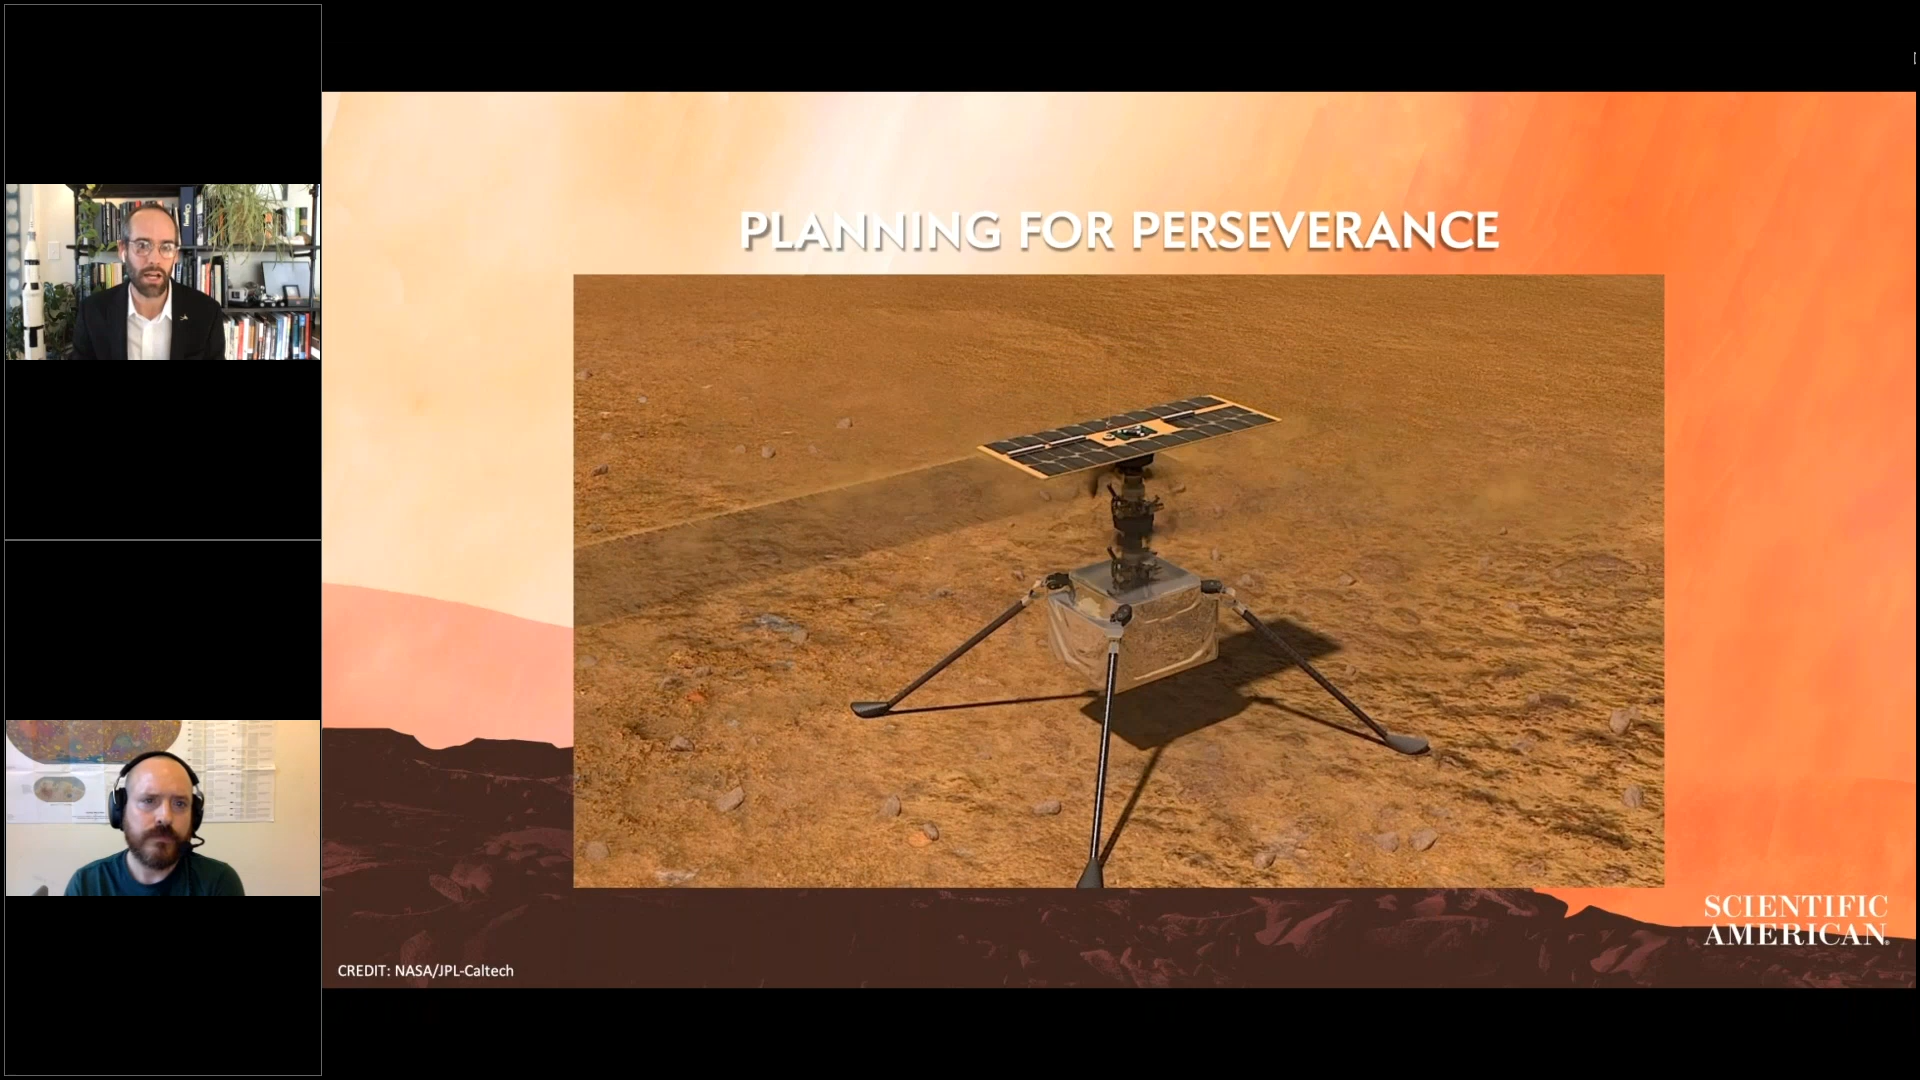 PLANNING FOR PERSEVERANCE
SCIENTIFIC
AMERICAN
CREDIT: NASA/JPL-Caltech